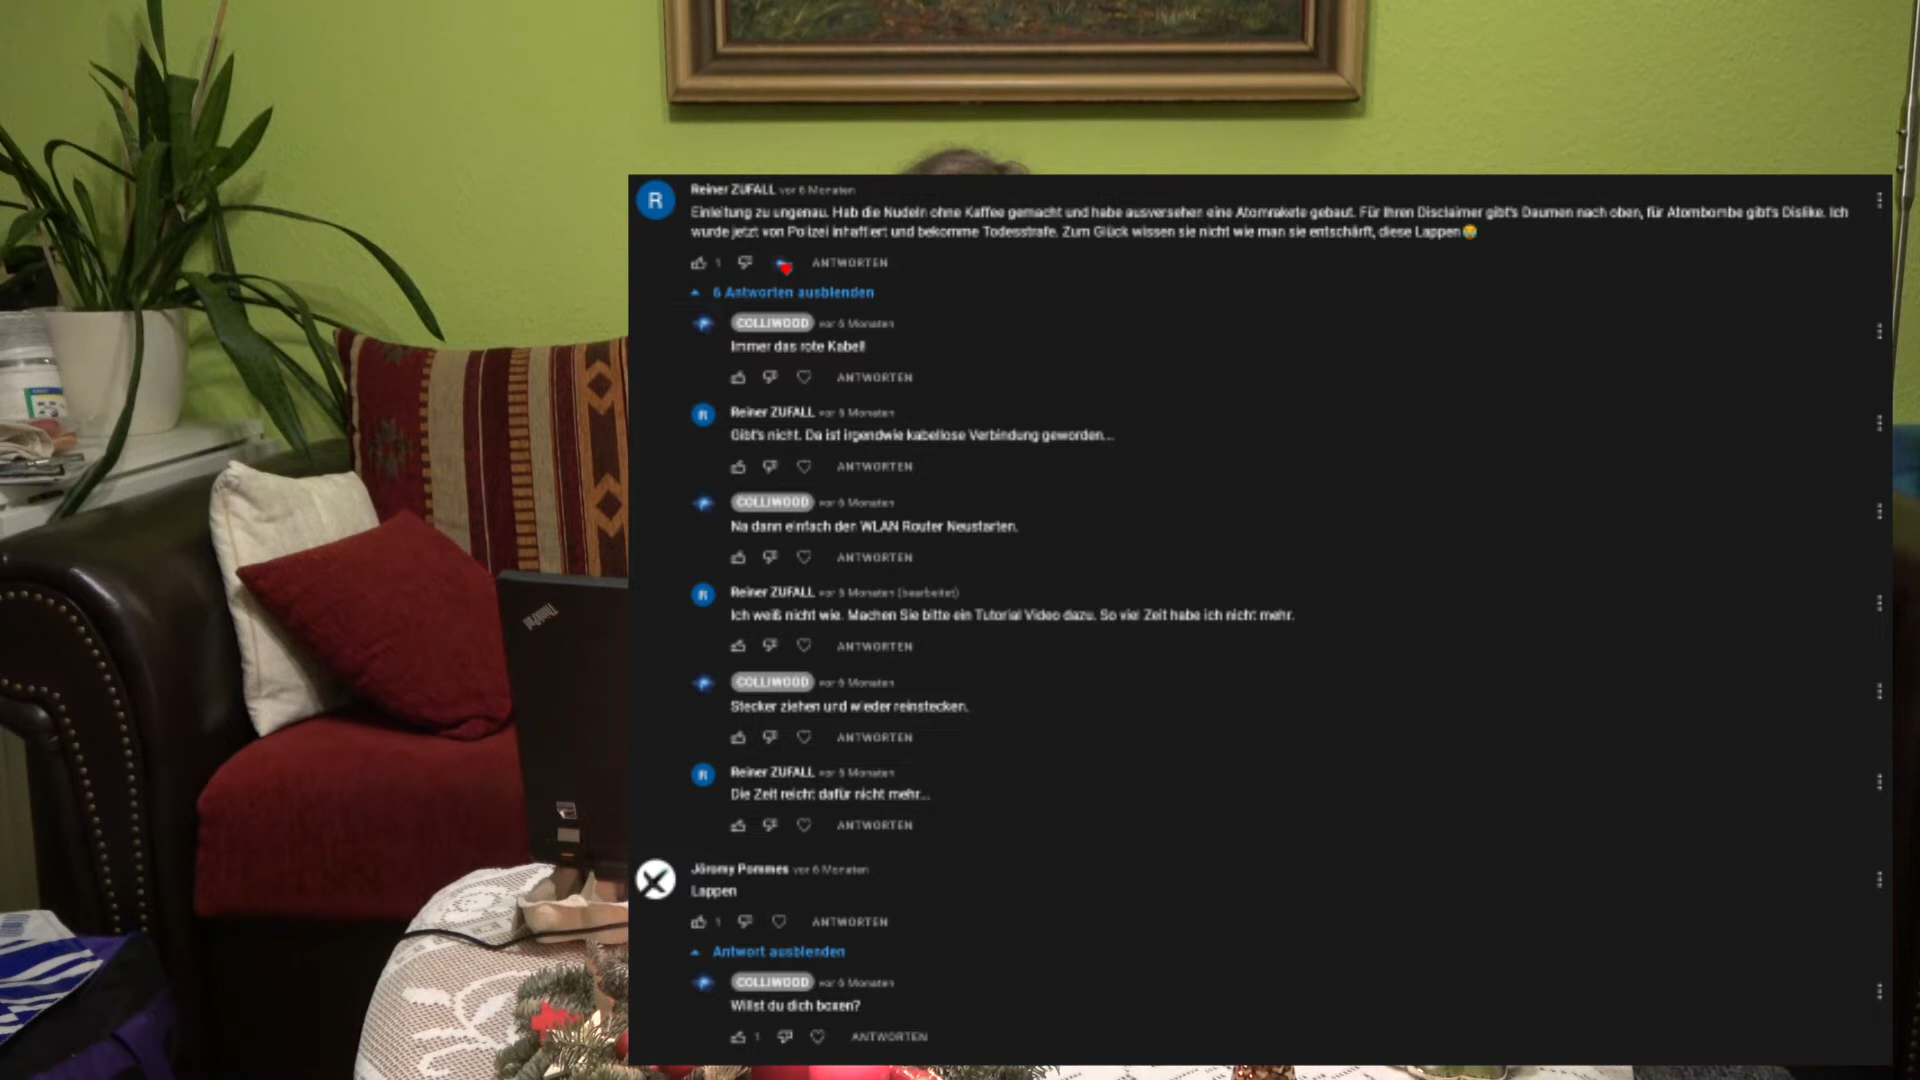 ThinkPad
R
Reiner ZUFALL vor 6 Monaten
Einleitung zu ungenau. Hab die Nudeln ohne Kaffee gemacht und habe ausversehen eine Atomrakete gebaut. Für Ihren Disclaimer gibt's Daumen nach oben, für Atombombe gibt's Dislike. Ich
wurde jetzt von Polizei inhaftiert und bekomme Todesstrafe. Zum Glück wissen sie nicht wie man sie entschärft, diese Lappen
1 ANTWORTEN
6 Antworten ausblenden
COLLIWOOD vor 6 Monaten
Immer das rote Kabel!
ANTWORTEN
R Reiner ZUFALL vor 6 Monaten
Gibt's nicht. Da ist irgendwie kabellose Verbindung geworden...
ANTWORTEN
COLLIWOOD vor 6 Monaten
Na dann einfach den WLAN Router Neustarten.
ANTWORTEN
R Reiner ZUFALL vor 6 Monaten (bearbeitet)
Ich weiß nicht wie. Machen Sie bitte ein Tutorial Video dazu. So viel Zeit habe ich nicht mehr.
ANTWORTEN
COLLIWOOD vor 6 Monaten
Stecker ziehen und wieder reinstecken.
ANTWORTEN
R Reiner ZUFALL vor 6 Monaten
Die Zeit reicht dafür nicht mehr...
ANTWORTEN
Jöromy Pommes vor 6 Monaten
Lappen
1 ANTWORTEN
Antwort ausblenden
COLLIWOOD vor 6 Monaten
Willst du dich boxen?
1 ANTWORTEN